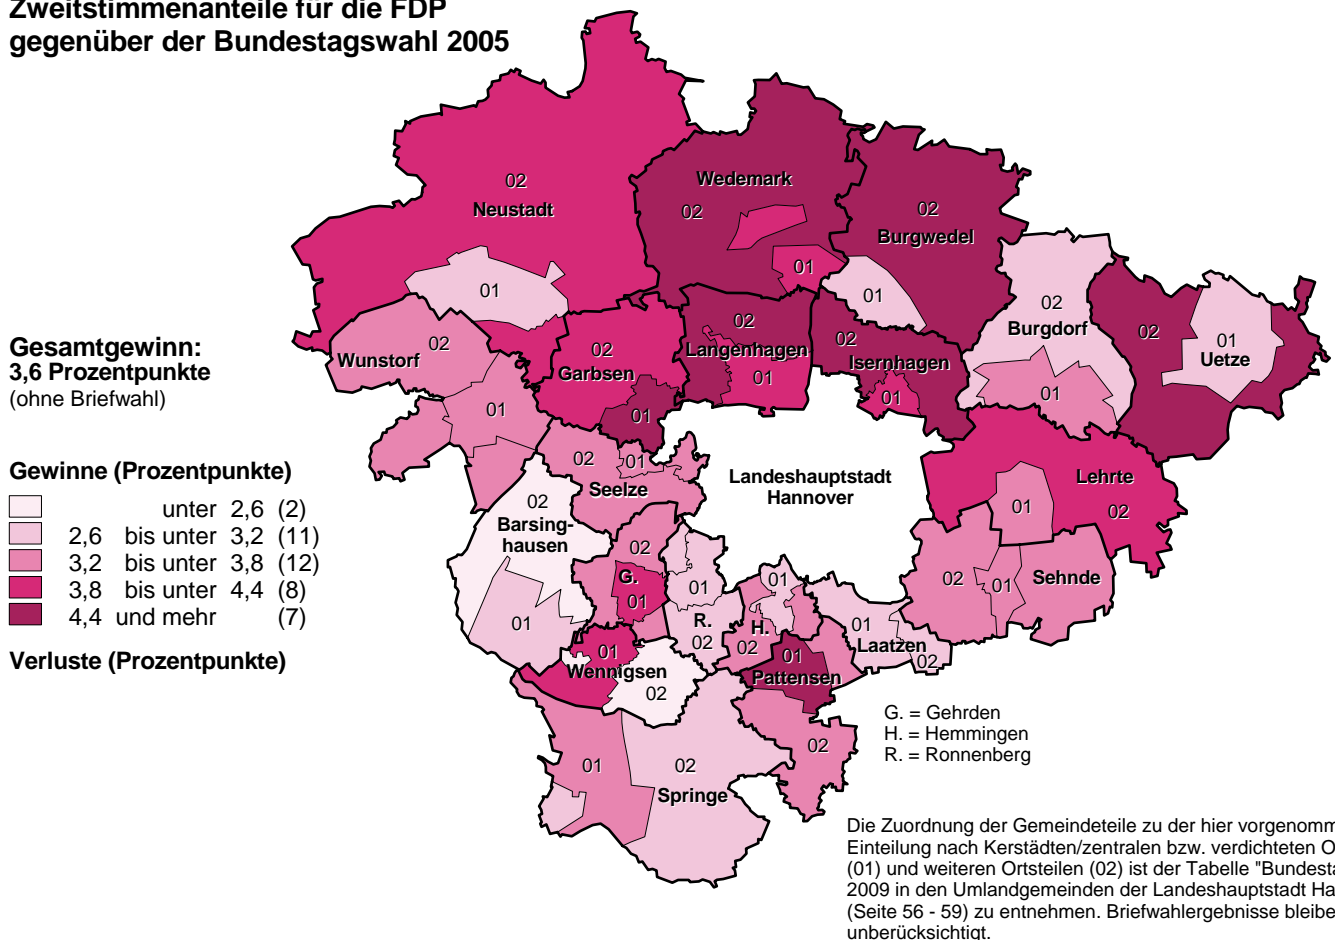 Zweitstimmenanteile für die FDP
gegenüber der Bundestagswahl 2005
02
Neustadt
01
Wedemark
02
01
02
Burgwedel
01
02
Burgdorf
01
02
01
Uetze
Gesamtgewinn:
3,6 Prozentpunkte
(ohne Briefwahl)
02
Wunstorf
01
02
Garbsen
01
02
Langenhagen
01
02
Isernhagen
01
Gewinne (Prozentpunkte)
unter 2,6 (2)
2,6 bis unter 3,2 (11)
3,2 bis unter 3,8 (12)
3,8 bis unter 4,4 (8)
4,4 und mehr (7)
Verluste (Prozentpunkte)
02
01
Seelze
Landeshauptstadt
Hannover
Lehrte
01
02
02
Barsing-
hausen
01
02
G.
01
01
R.
02
01
H.
02
01
Laatzen
02
02
01
Sehnde
01
Wennigsen
02
01
Pattensen
02
01
02
Springe
G. = Gehrden
H. = Hemmingen
R. = Ronnenberg
Die Zuordnung der Gemeindeteile zu der hier vorgenomm
Einteilung nach Kerstädten/zentralen bzw. verdichteten O
(01) und weiteren Ortsteilen (02) ist der Tabelle "Bundesta
2009 in den Umlandgemeinden der Landeshauptstadt Ha
(Seite 56 - 59) zu entnehmen. Briefwahlergebnisse bleibe
unberücksichtigt.